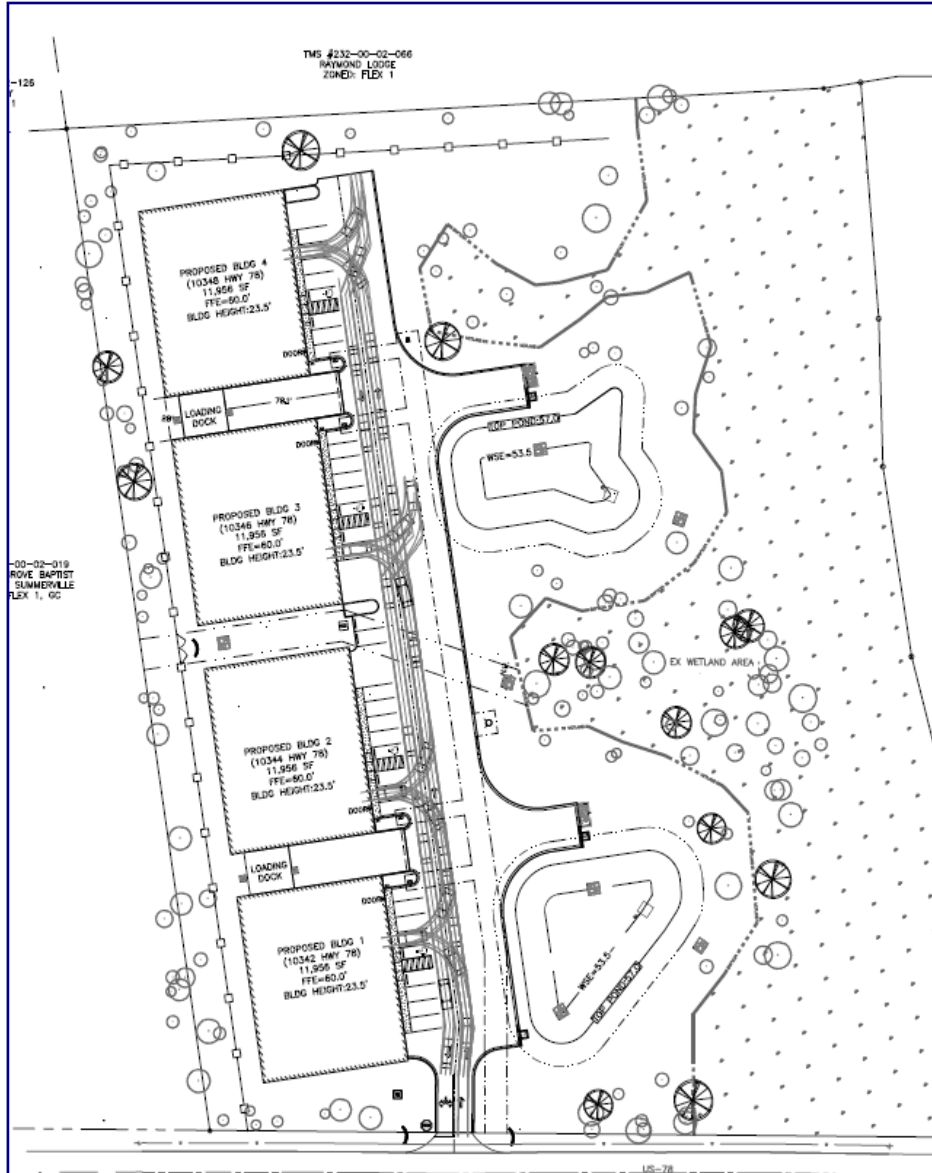 TMS #232-00-02-066
RAYMOND LODGE
ZONED: FLEX 1
-126
Y
1
PROPOSED BLDG 4
(10348 HWY 78)
11,956 SF
FFE=60.0'
BLDG HEIGHT:23.5'
DOOR
LOADING
DOCK
TOP POND:57.0
WSE=53.5
DOOR
PROPOSED BLDG 3
(10346 HWY 78)
11,956 SF
FFE=60.0'
BLDG HEIGHT:23.5'
-00-02-019
ROVE BAPTIST
SUMMERVILLE
FLEX 1, GC
EX WETLAND AREA
PROPOSED BLDG 2
(10344 HWY 78)
11,956 SF
FFE=60.0'
BLDG HEIGHT:23.5'
DOOR
LOADING
DOCK
DOOR
PROPOSED BLDG 1
(10342 HWY 78)
11,956 SF
FFE=60.0'
BLDG HEIGHT:23.5'
WSE=53.5
TOP POND:57.0
US-78